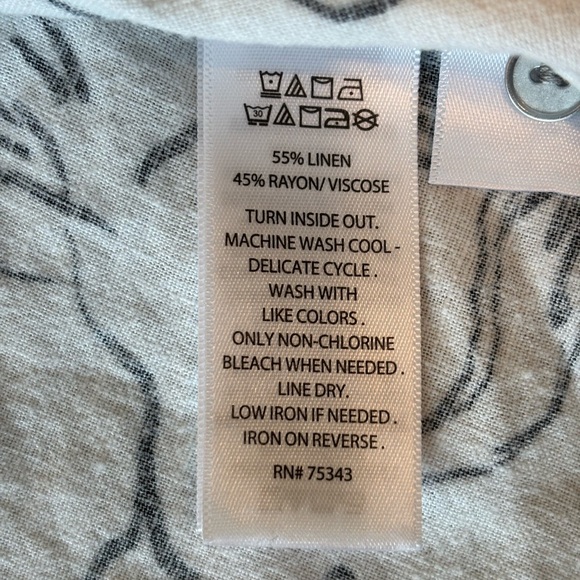 30
55% LINEN
45% RAYON/ VISCOSE
TURN INSIDE OUT.
MACHINE WASH COOL -
DELICATE CYCLE .
WASH WITH
LIKE COLORS .
ONLY NON-CHLORINE
BLEACH WHEN NEEDED .
LINE DRY.
LOW IRON IF NEEDED .
IRON ON REVERSE .
RN# 75343